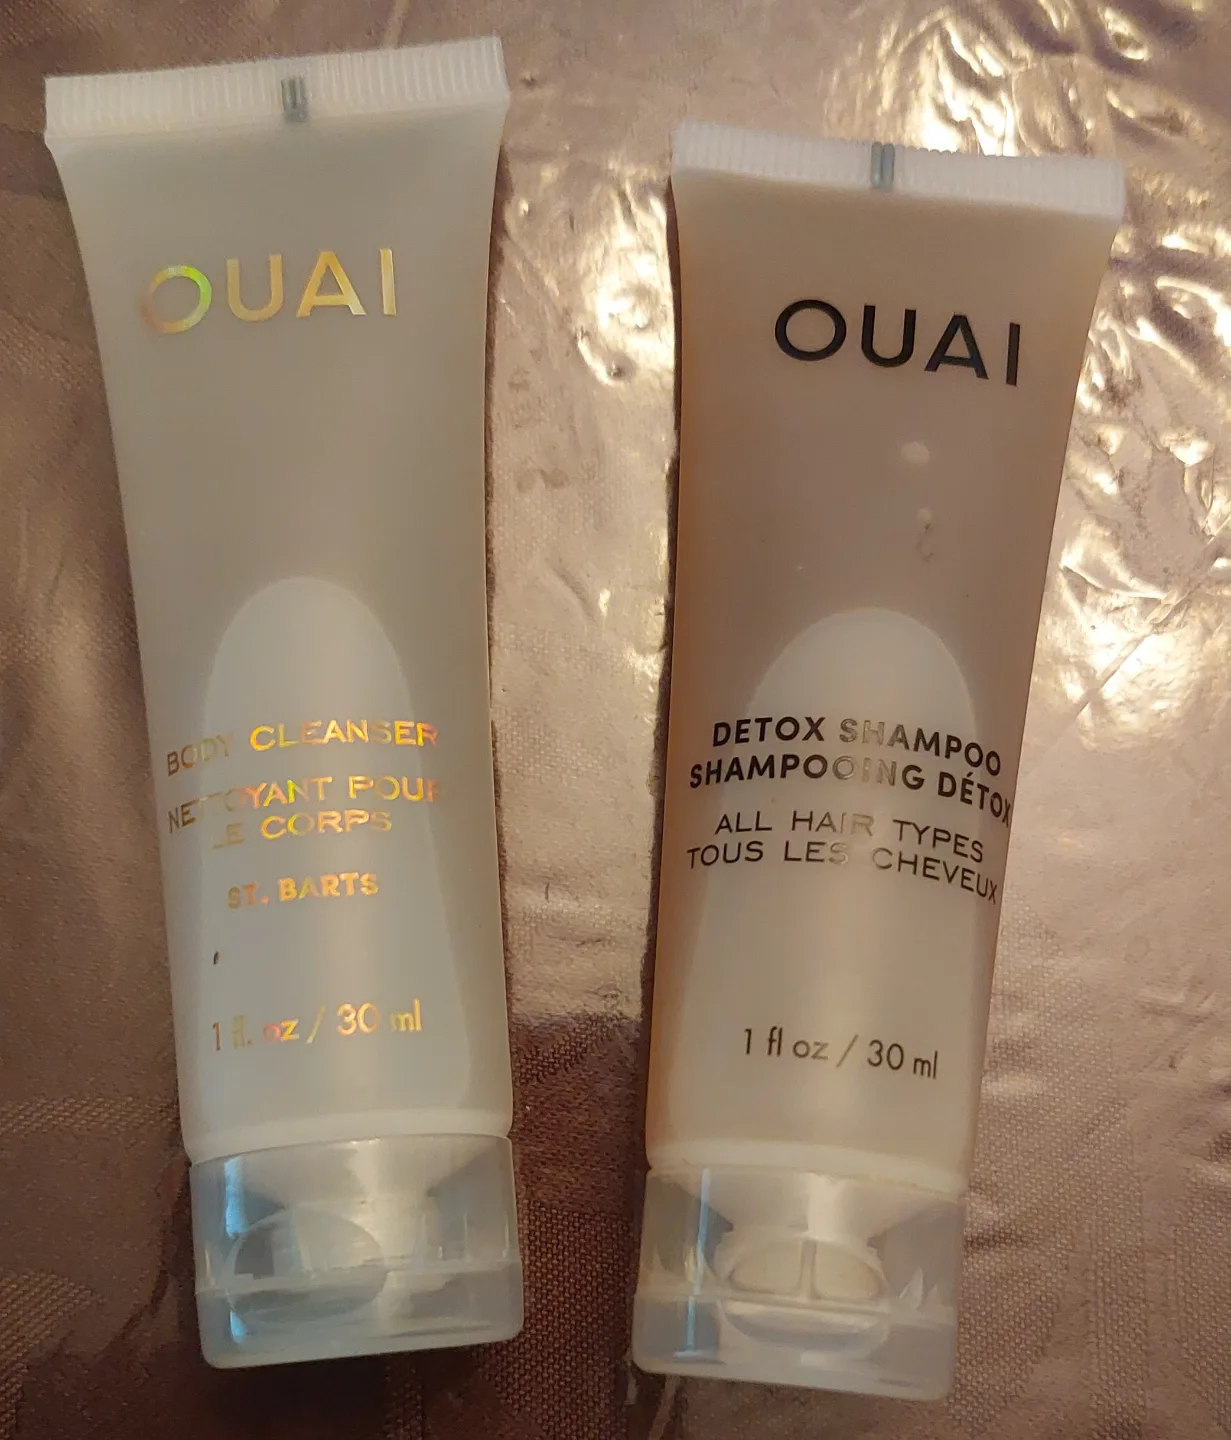 OUAI
BODY CLEANSER
NETTOYANT POUR
LE CORPS
ST. BARTS
1 fl. oz / 30 ml
OUAI
DETOX SHAMPOO
SHAMPOOING DÉTOX
ALL HAIR TYPES
TOUS LES CHEVEUX
1 fl oz / 30 ml